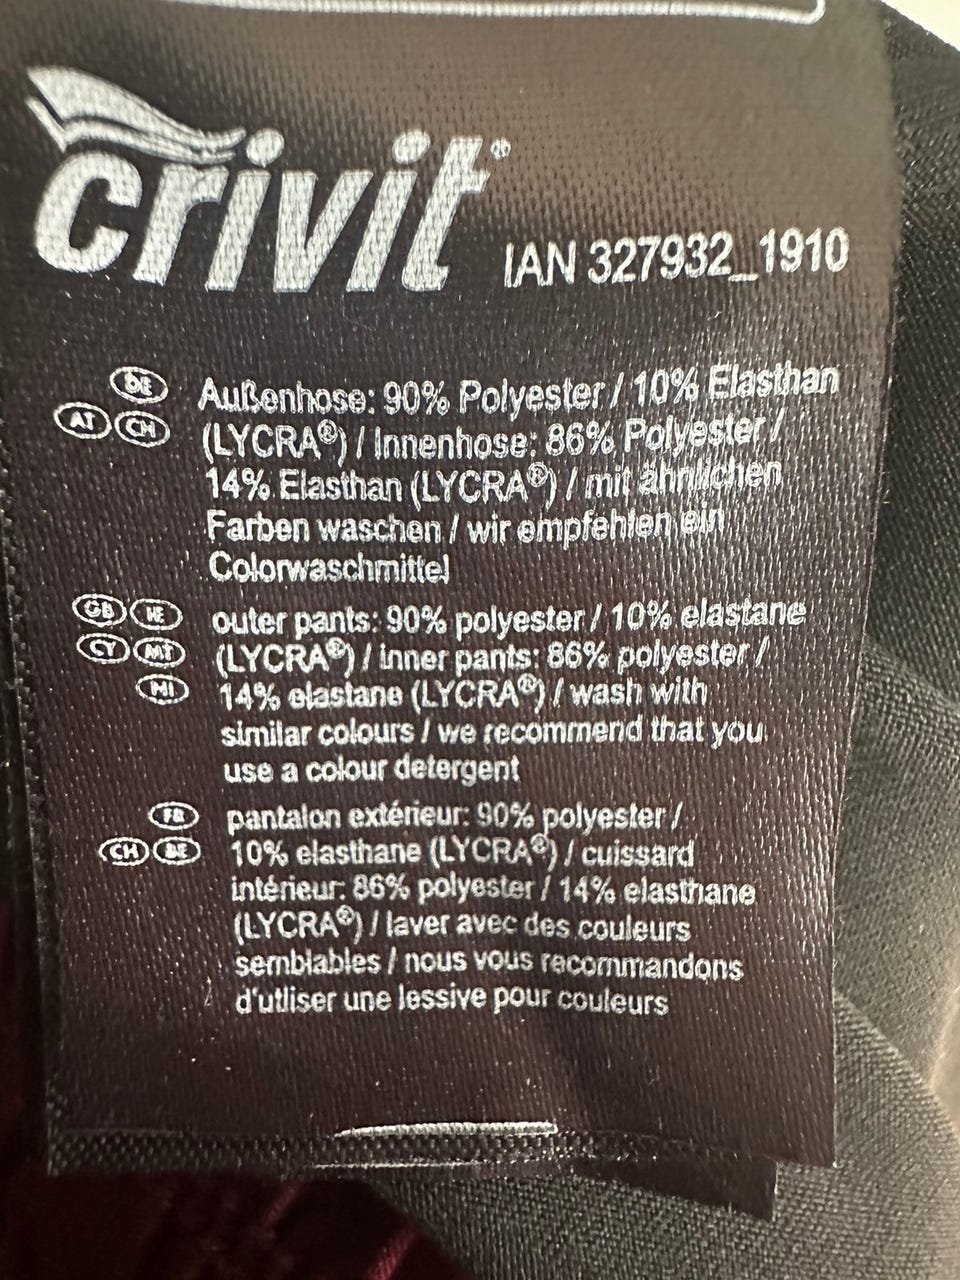 crivit®
IAN 327932_1910
DE Außenhose: 90% Polyester / 10% Elasthan
AT CH (LYCRA®) / Innenhose: 86% Polyester /
14% Elasthan (LYCRA®) / mit ähnlichen
Farben waschen / wir empfehlen ein
Colorwaschmittel
GB IE outer pants: 90% polyester / 10% elastane
CY MT (LYCRA®) / inner pants: 86% polyester /
NI 14% elastane (LYCRA®) / wash with
similar colours / we recommend that you
use a colour detergent
FR pantalon extérieur: 90% polyester /
CH BE 10% elasthane (LYCRA®) / cuissard
intérieur: 86% polyester / 14% elasthane
(LYCRA®) / laver avec des couleurs
semblables / nous vous recommandons
d'utliser une lessive pour couleurs